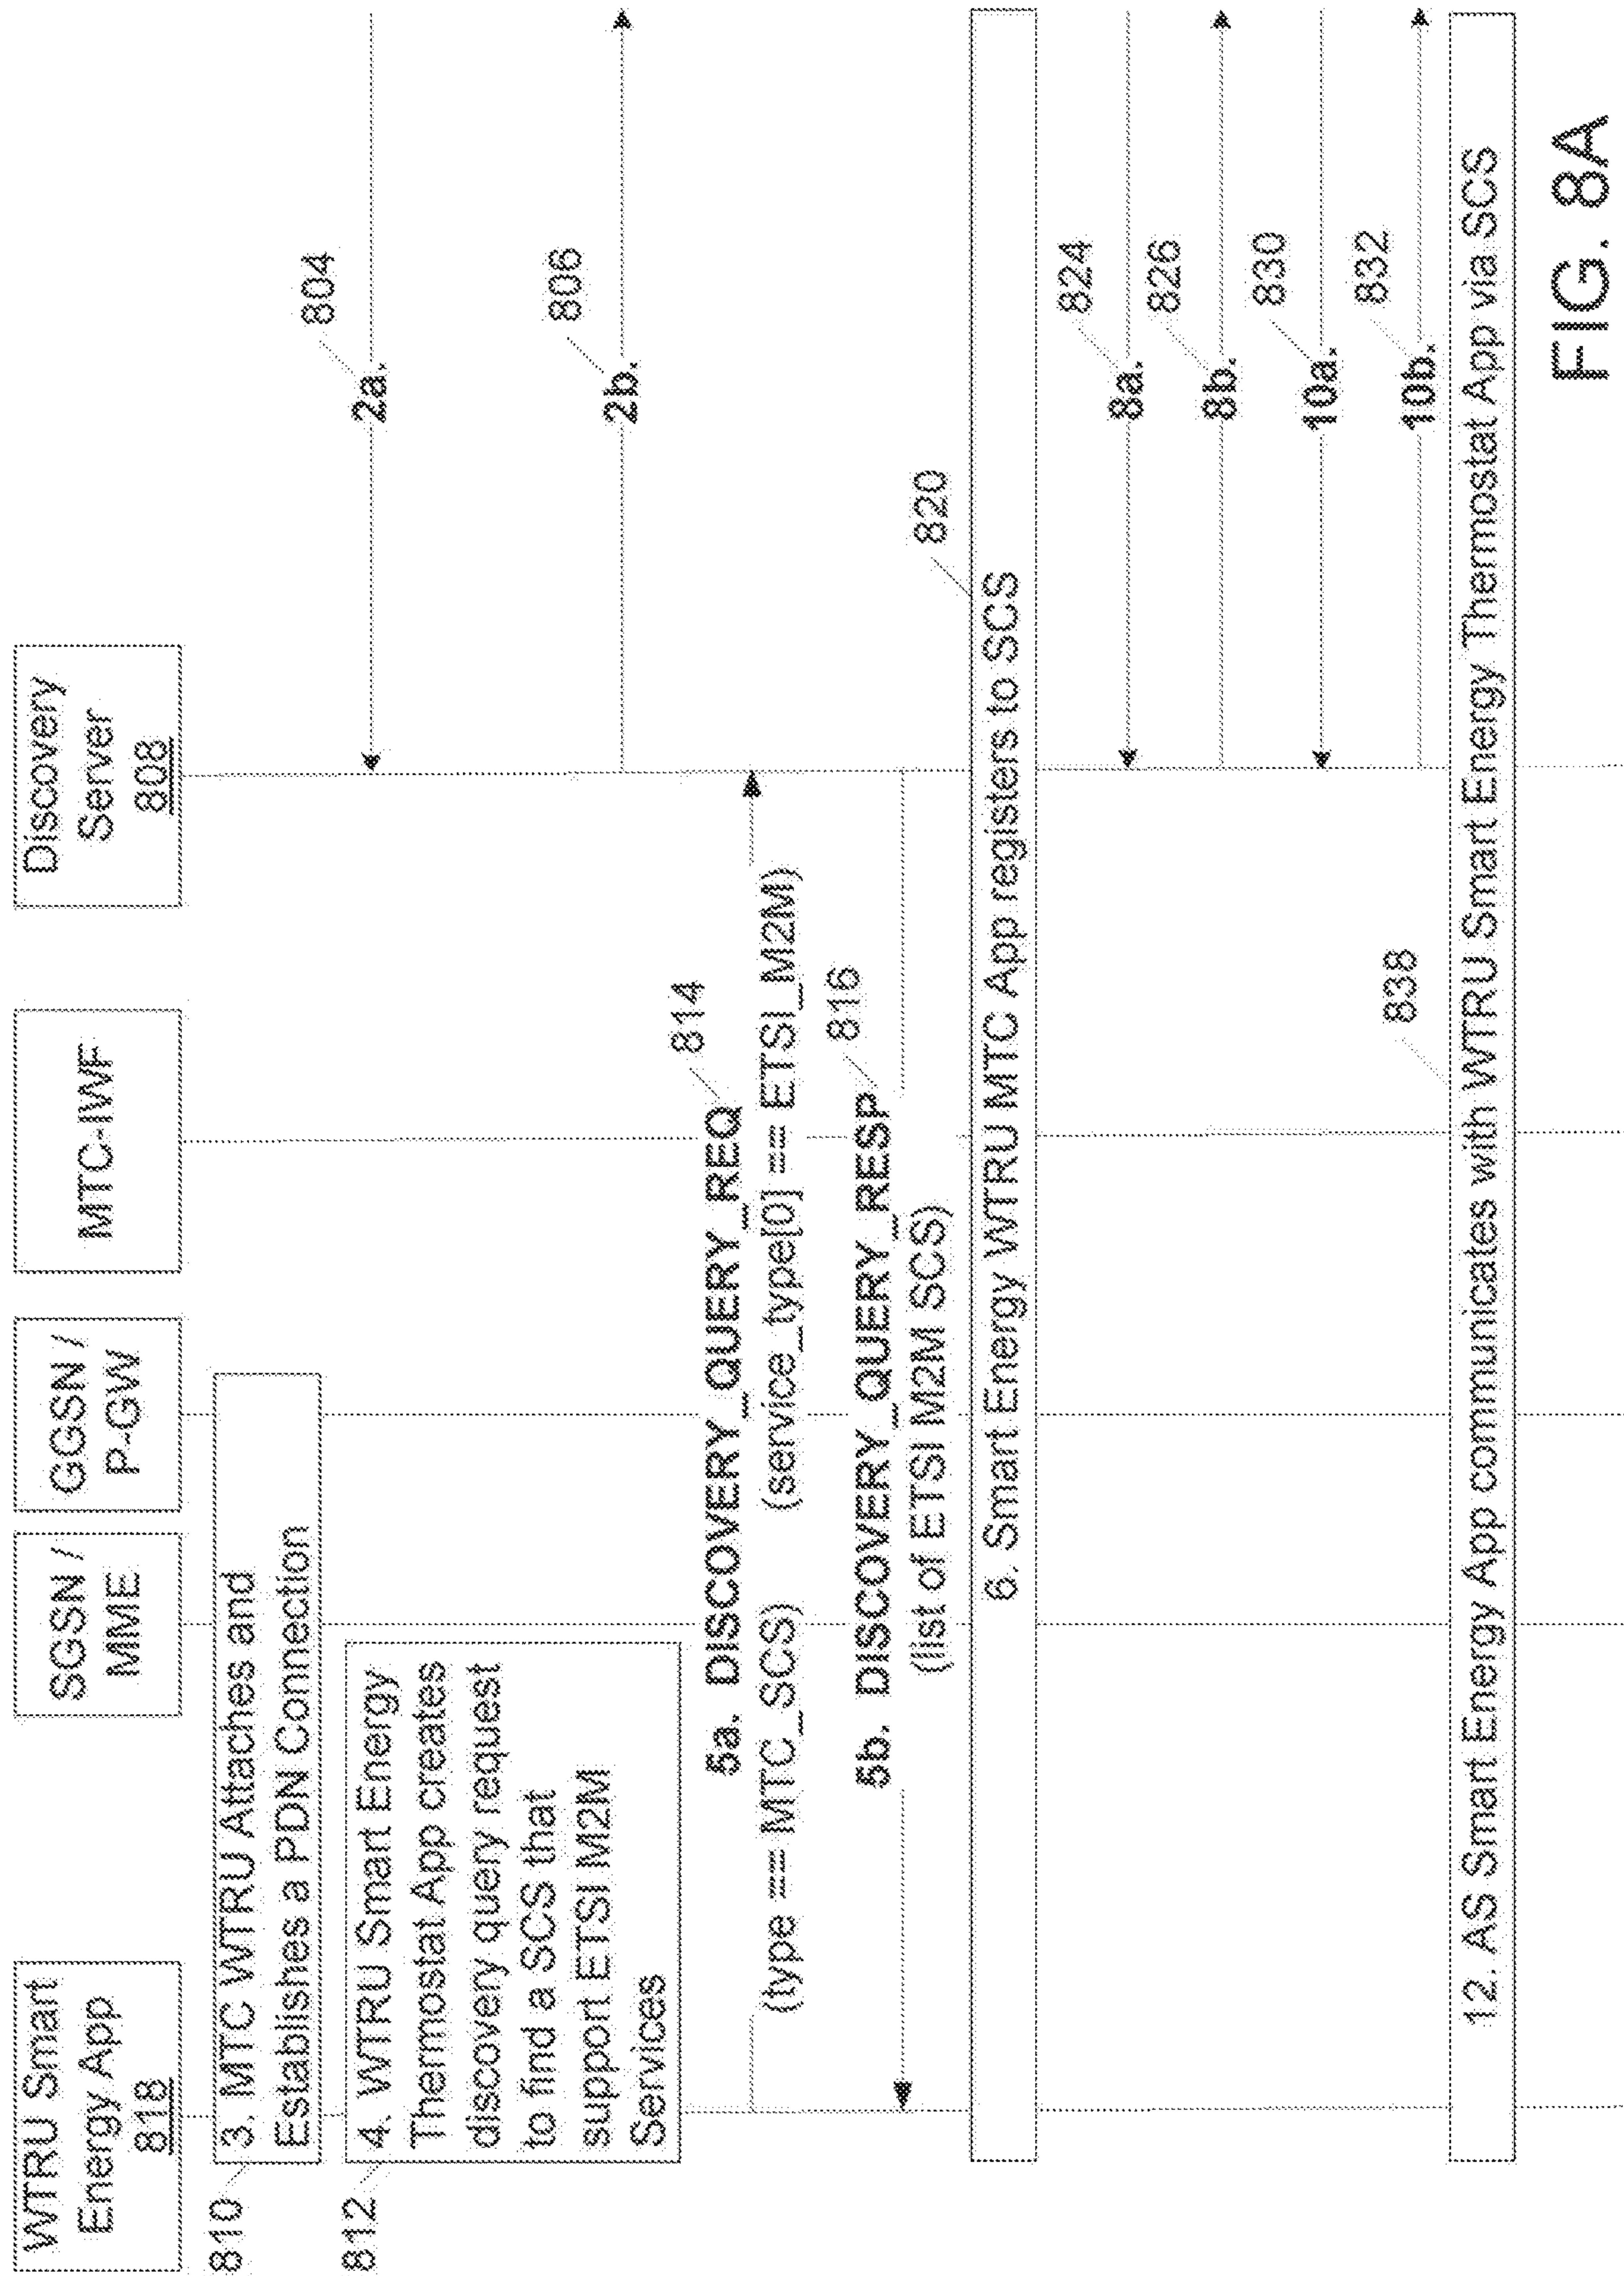 WTRU Smart
Energy App
818
SGSN /
MME
GGSN /
P-GW
MTC-IWF
Discovery
Server
808
804
2a.
810
3. MTC WTRU Attaches and
Establishes a PDN Connection
806
2b.
812
4. WTRU Smart Energy
Thermostat App creates
discovery query request
to find a SCS that
support ETSI M2M
Services
814
5a. DISCOVERY_QUERY_REQ
(type == MTC_SCS) (service_type[0] == ETSI_M2M)
816
5b. DISCOVERY_QUERY_RESP
(list of ETSI M2M SCS)
820
6. Smart Energy WTRU MTC App registers to SCS
824
8a.
826
8b.
830
10a.
832
10b.
838
12. AS Smart Energy App communicates with WTRU Smart Energy Thermostat App via SCS
FIG. 8A